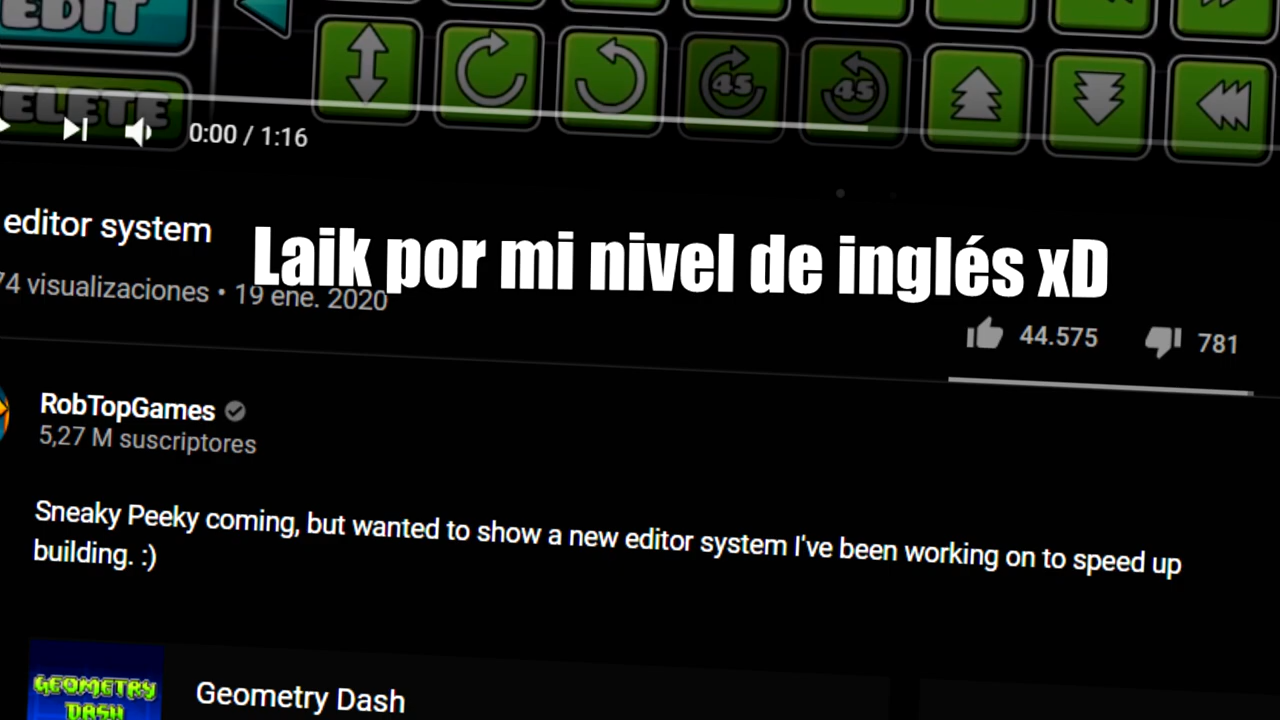 EDIT
DELETE
45
45
0:00 / 1:16
editor system
Laik por mi nivel de inglés xD
74 visualizaciones • 19 ene. 2020
44.575
781
RobTopGames
5,27 M suscriptores
Sneaky Peeky coming, but wanted to show a new editor system I've been working on to speed up
building. :)
GEOMETRY
DASH
Geometry Dash